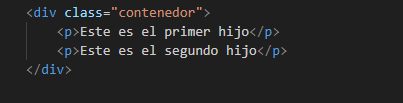 <div class="contenedor">
    <p>Este es el primer hijo</p>
    <p>Este es el segundo hijo</p>
</div>